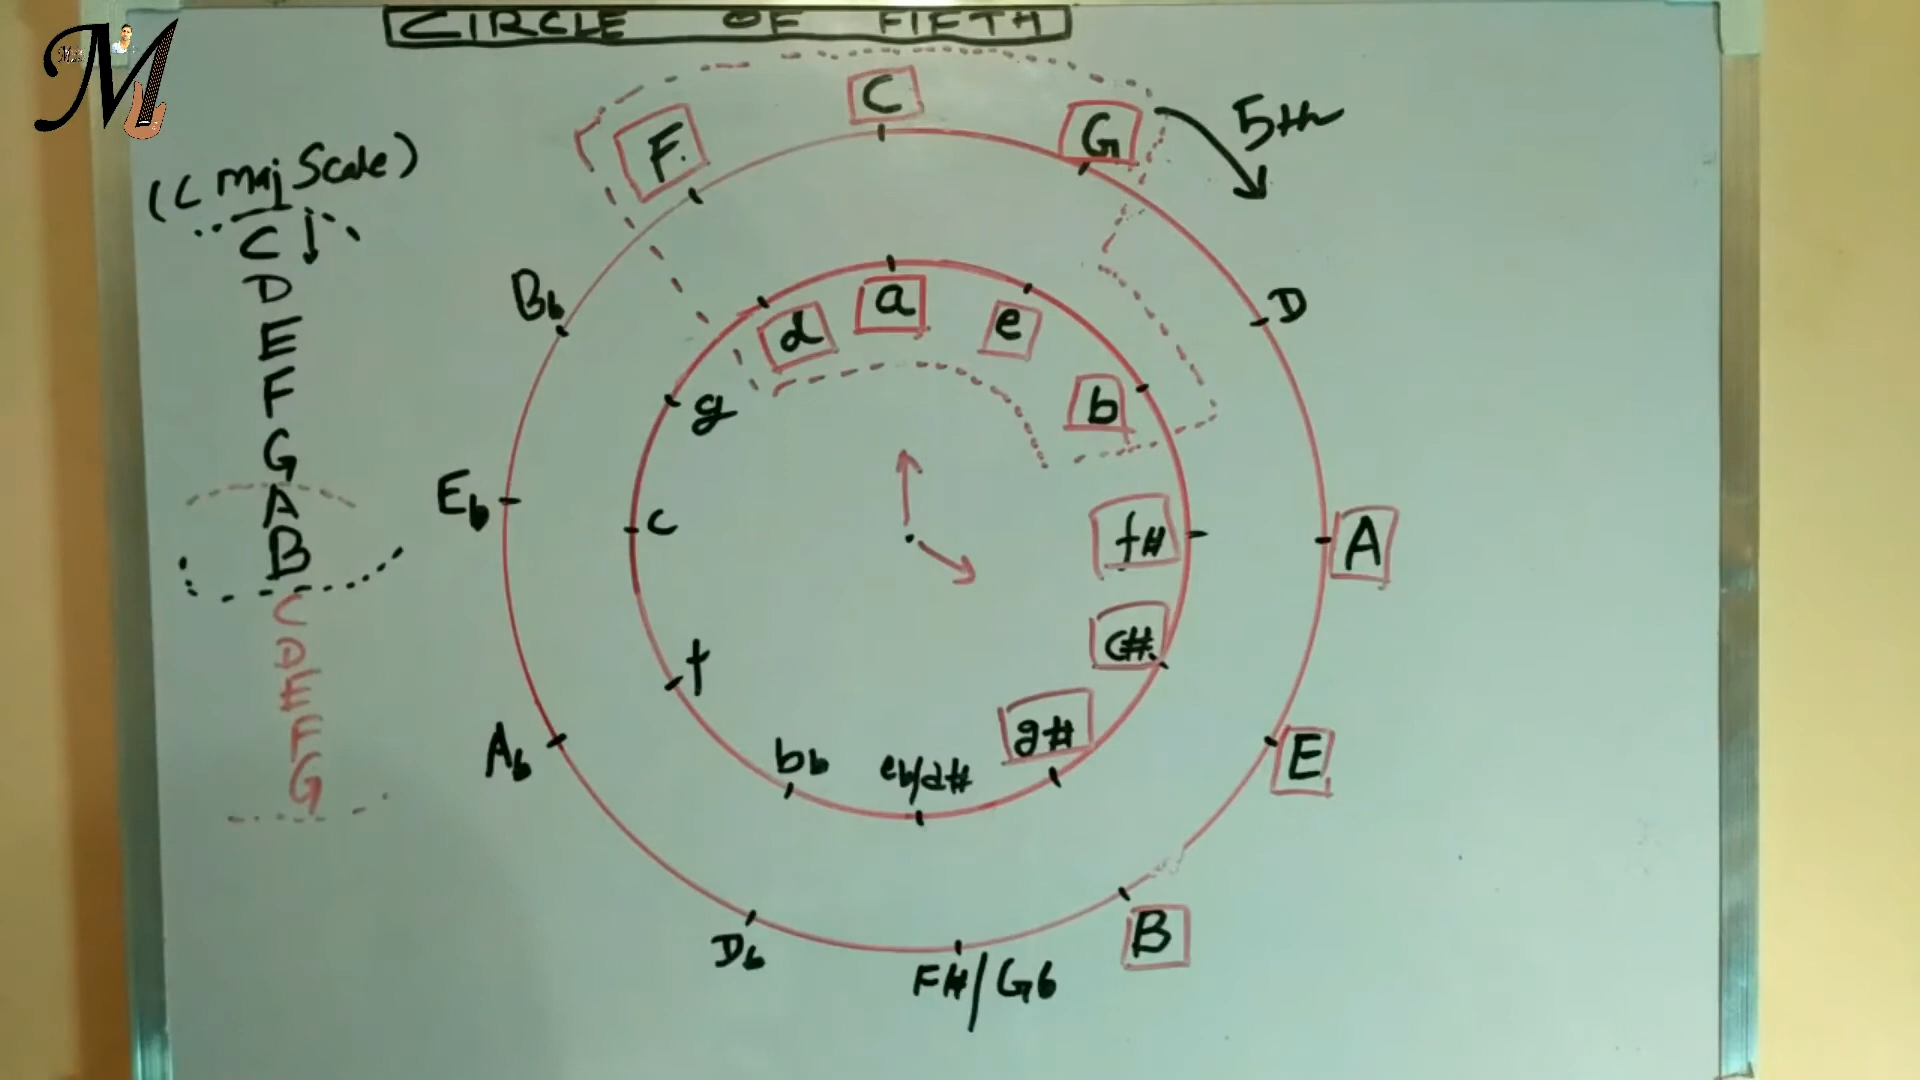 CIRCLE OF FIFTH
M
(C Maj Scale)
C
D
E
F
G
A
B
C
D
E
F
G
C
G
5th
D
A
E
B
F#/Gb
Db
Ab
Eb
Bb
F
a
e
b
f#
c#
g#
eb/d#
bb
f
c
g
d